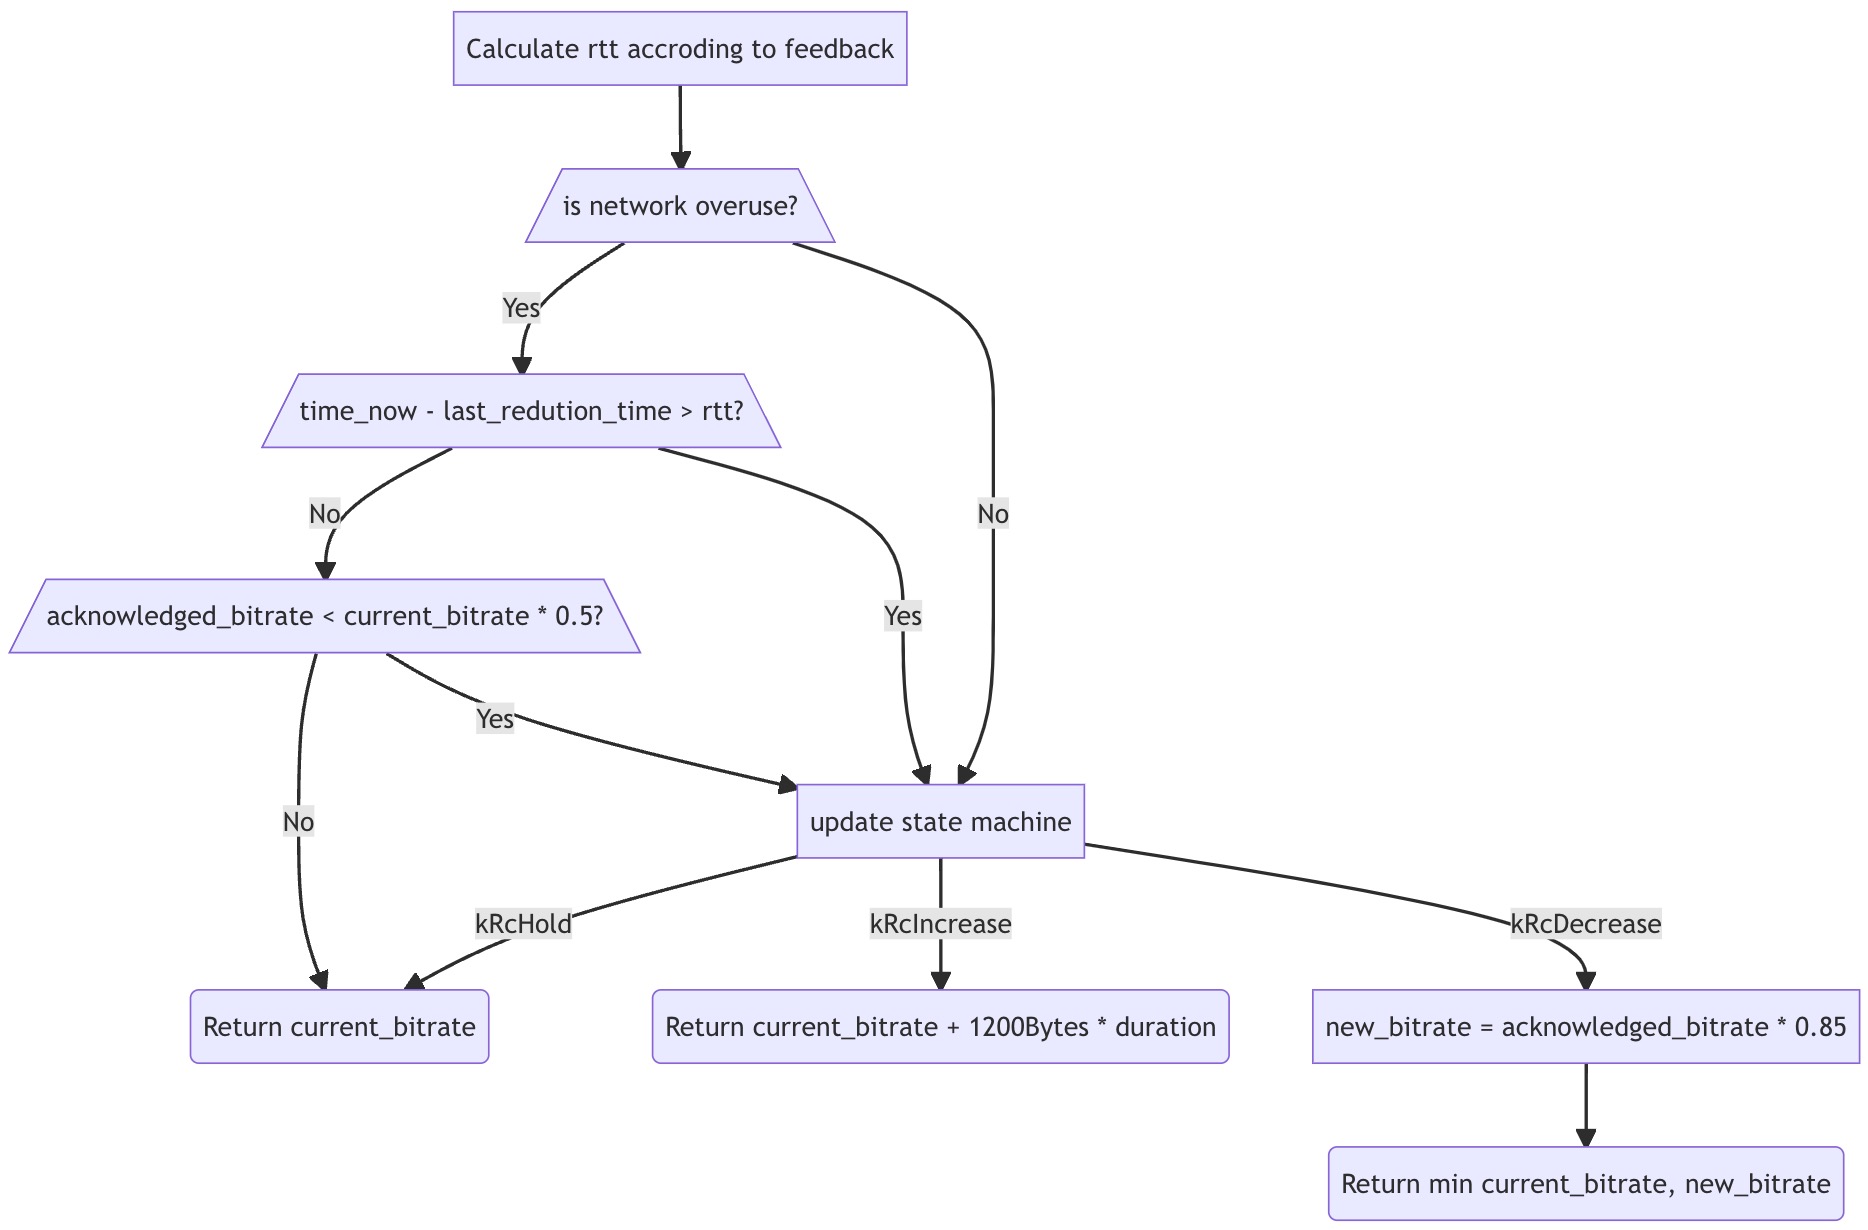 Calculate rtt accroding to feedback
is network overuse?
Yes
time_now - last_redution_time > rtt?
No
No
acknowledged_bitrate < current_bitrate * 0.5?
Yes
Yes
No
update state machine
kRcHold
kRcIncrease
kRcDecrease
Return current_bitrate
Return current_bitrate + 1200Bytes * duration
new_bitrate = acknowledged_bitrate * 0.85
Return min current_bitrate, new_bitrate